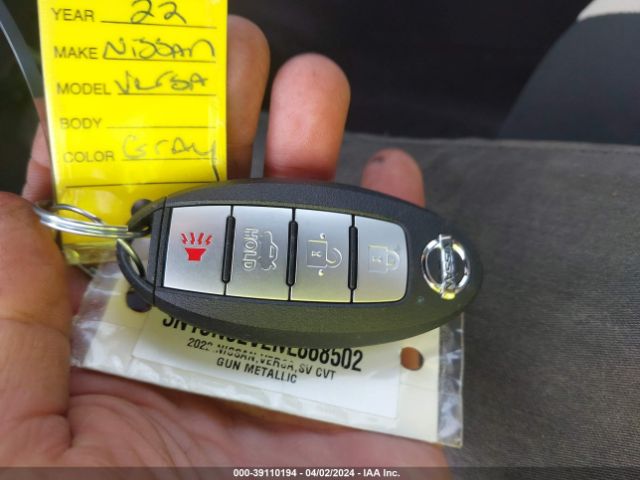 YEAR 22
MAKE NISSAN
MODEL VERSA
BODY
COLOR Gray
HOLD
NISSAN
2022.NISSAN.VERSA.SV CVT
GUN METALLIC
000-39110194 - 04/02/2024 - IAA Inc.